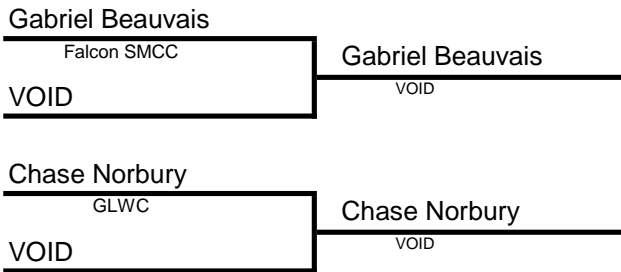 Gabriel Beauvais
Falcon SMCC
Gabriel Beauvais
VOID
VOID
Chase Norbury
GLWC
Chase Norbury
VOID
VOID